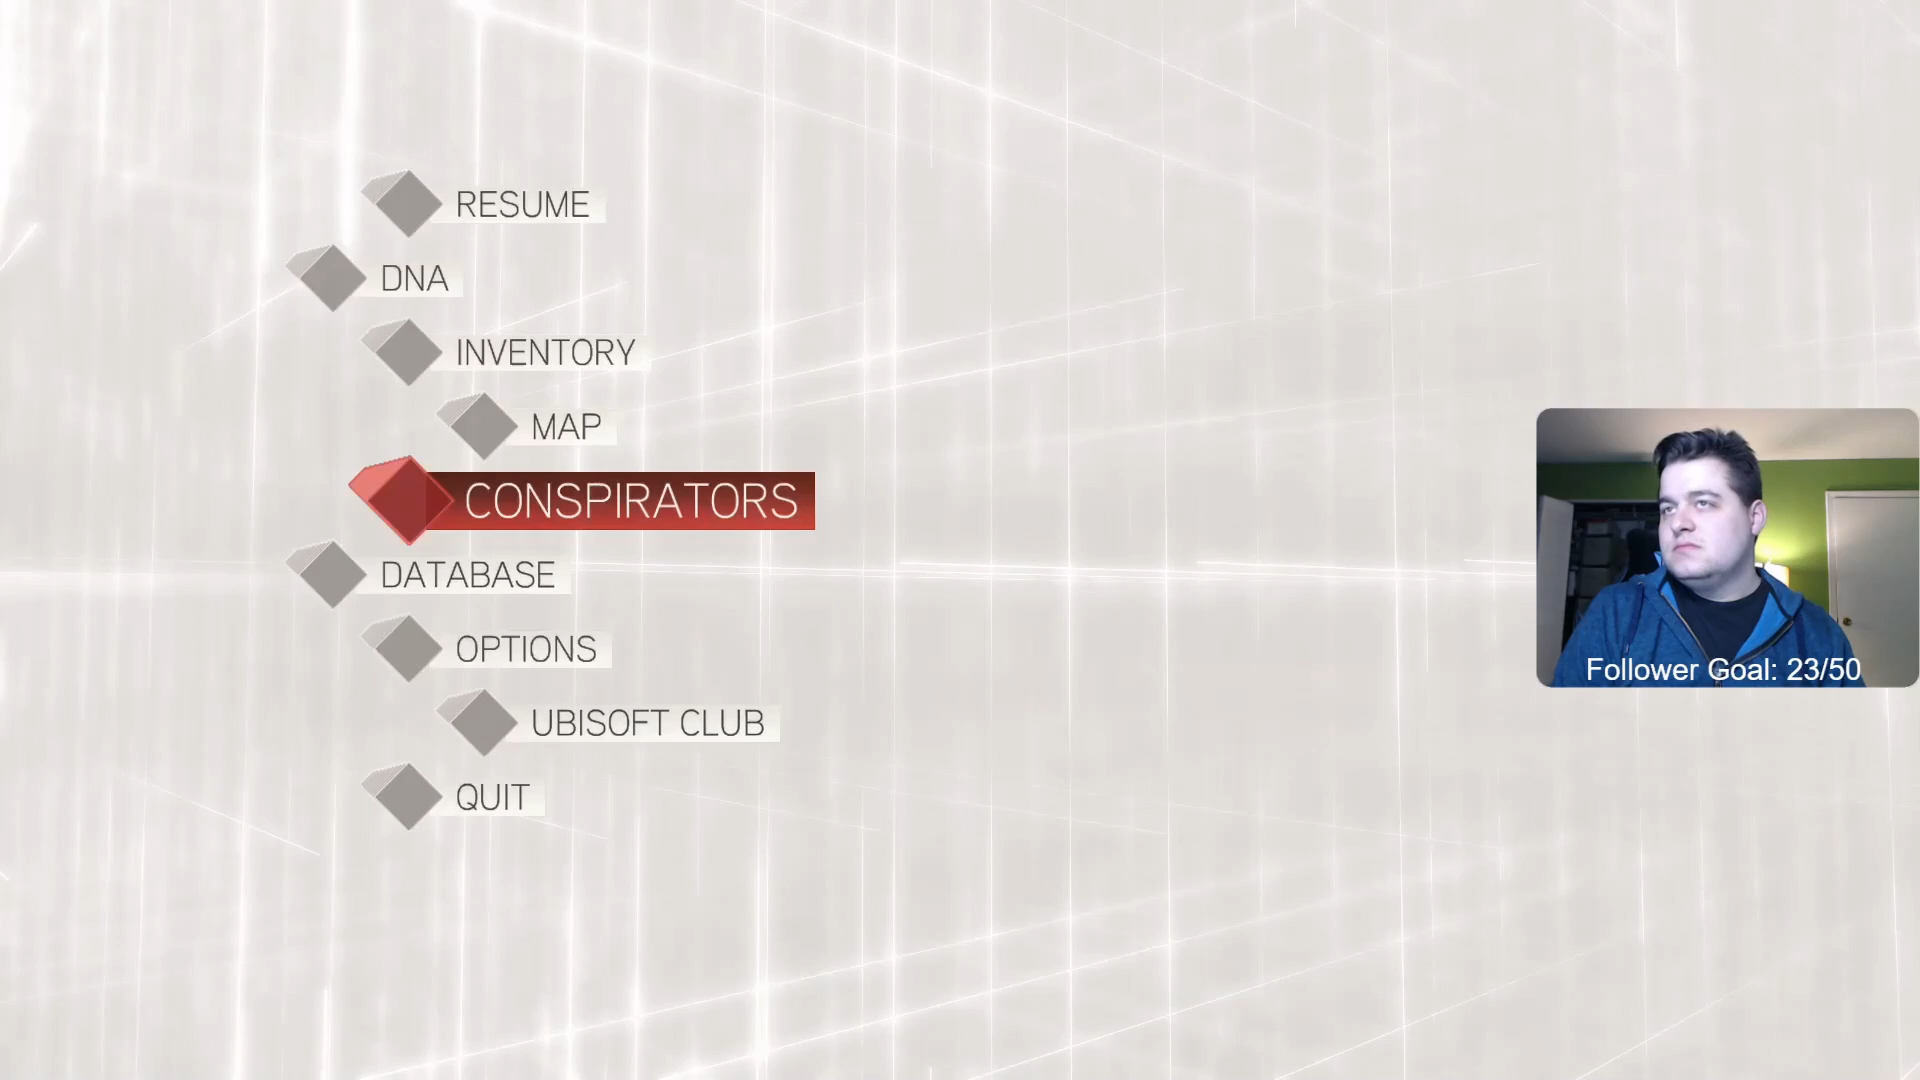 RESUME
DNA
INVENTORY
MAP
CONSPIRATORS
DATABASE
OPTIONS
UBISOFT CLUB
QUIT
Follower Goal: 23/50